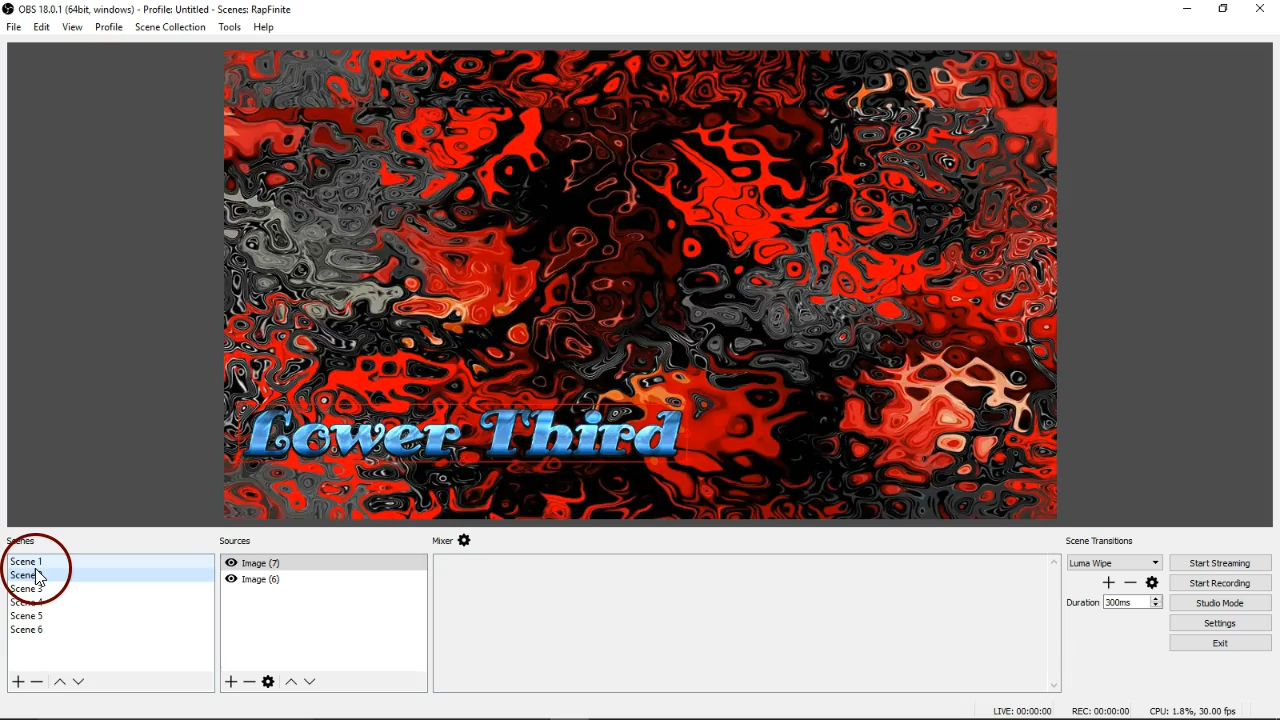 OBS 18.0.1 (64bit, windows) - Profile: Untitled - Scenes: RapFinite
File Edit View Profile Scene Collection Tools Help
Lower Third
Scenes Sources Mixer Scene Transitions
Scene 1
Scene
Scene 3
Scene 4
Scene 5
Scene 6
Image (7)
Image (6)
Luma Wipe
Duration 300ms
Start Streaming
Start Recording
Studio Mode
Settings
Exit
LIVE: 00:00:00 REC: 00:00:00 CPU: 1.8%, 30.00 fps